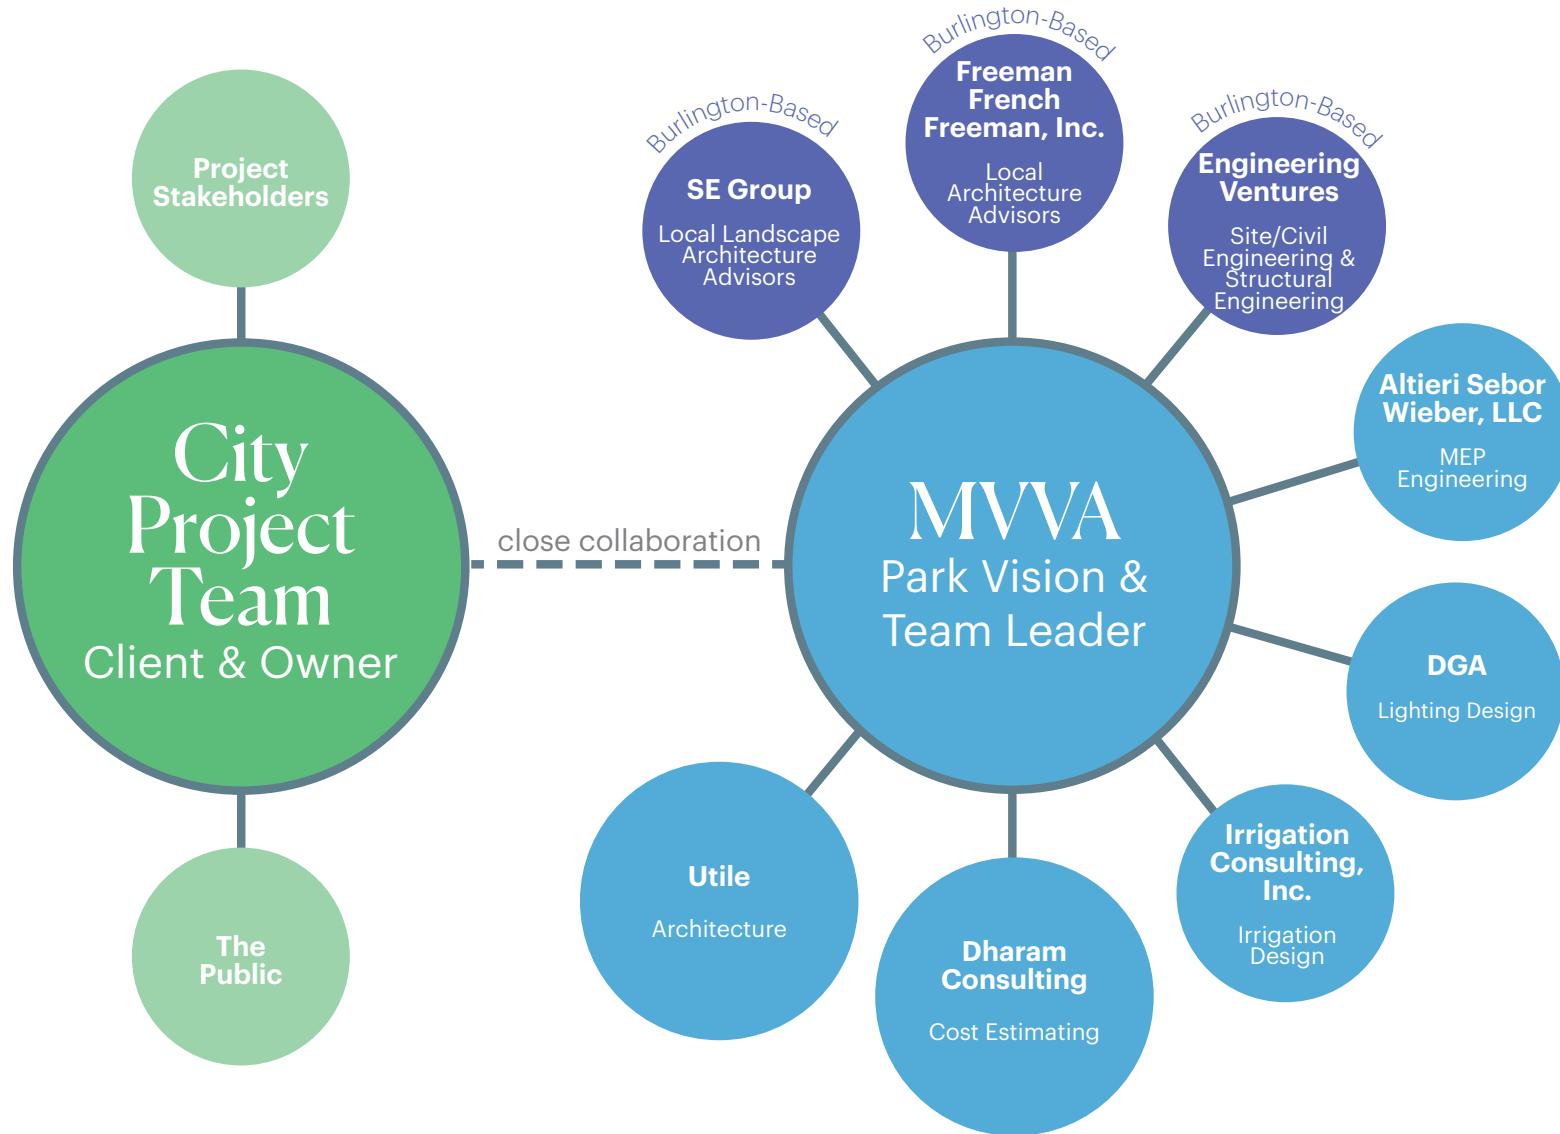 Project
Stakeholders
City
Project
Team
Client & Owner
The
Public
close collaboration
MVVA
Park Vision &
Team Leader
Burlington-Based
SE Group
Local Landscape
Architecture
Advisors
Burlington-Based
Freeman
French
Freeman, Inc.
Local
Architecture
Advisors
Burlington-Based
Engineering
Ventures
Site/Civil
Engineering &
Structural
Engineering
Altieri Sebor
Wieber, LLC
MEP
Engineering
DGA
Lighting Design
Irrigation
Consulting,
Inc.
Irrigation
Design
Dharam
Consulting
Cost Estimating
Utile
Architecture